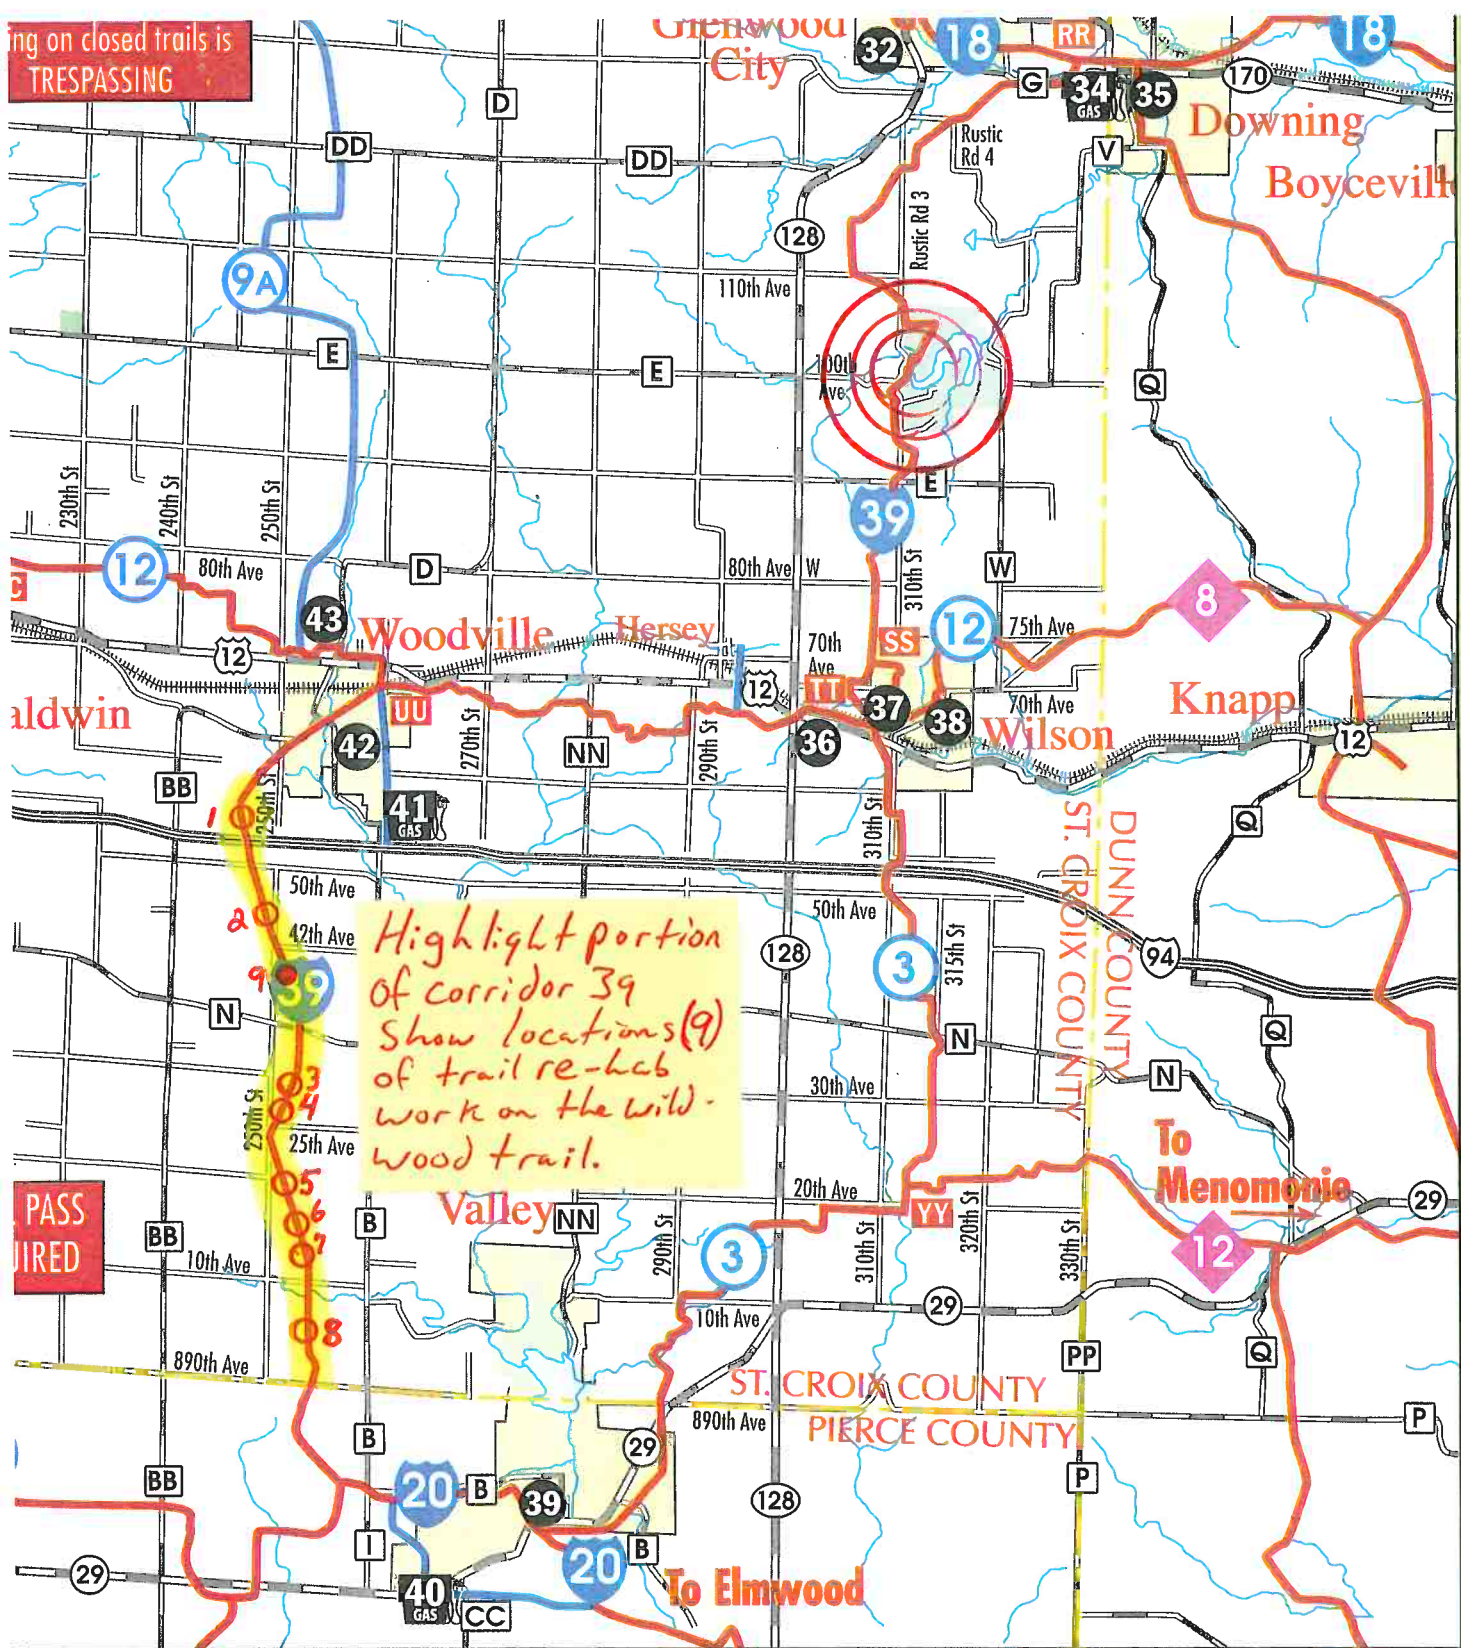 ng on closed trails is
TRESPASSING
Glenwood
City
32
18
RR
18
G
34
GAS
35
170
Downing
D
DD
DD
Rustic
Rd 4
V
Boyceville
128
Rustic Rd 3
9A
110th Ave
E
E
100th
Ave
Q
230th St
240th St
250th St
39
E
12
80th Ave
D
80th Ave
W
310th St
W
8
C
43
Woodville
Hersey
12
70th
Ave
SS
12
75th Ave
aldwin
UU
12
TT
37
38
70th Ave
Knapp
42
270th St
NN
290th St
36
Wilson
12
BB
250th St
41
GAS
310th St
Q
1
DUNN COUNTY
ST. CROIX COUNTY
50th Ave
50th Ave
2
42th Ave
Highlight portion
of corridor 39
Show locations (9)
of trail re-hab
work on the wild-
wood trail.
128
3
315th St
94
9
39
N
N
Q
3
4
30th Ave
N
250th St
25th Ave
5
6
7
To
Menomonie
PASS
UIRED
BB
B
Valley
NN
20th Ave
YY
29
10th Ave
290th St
3
310th St
320th St
330th St
12
10th Ave
29
8
890th Ave
PP
Q
ST. CROIX COUNTY
890th Ave
PIERCE COUNTY
P
B
29
BB
20
B
39
128
P
I
29
40
GAS
20
B
CC
To Elmwood